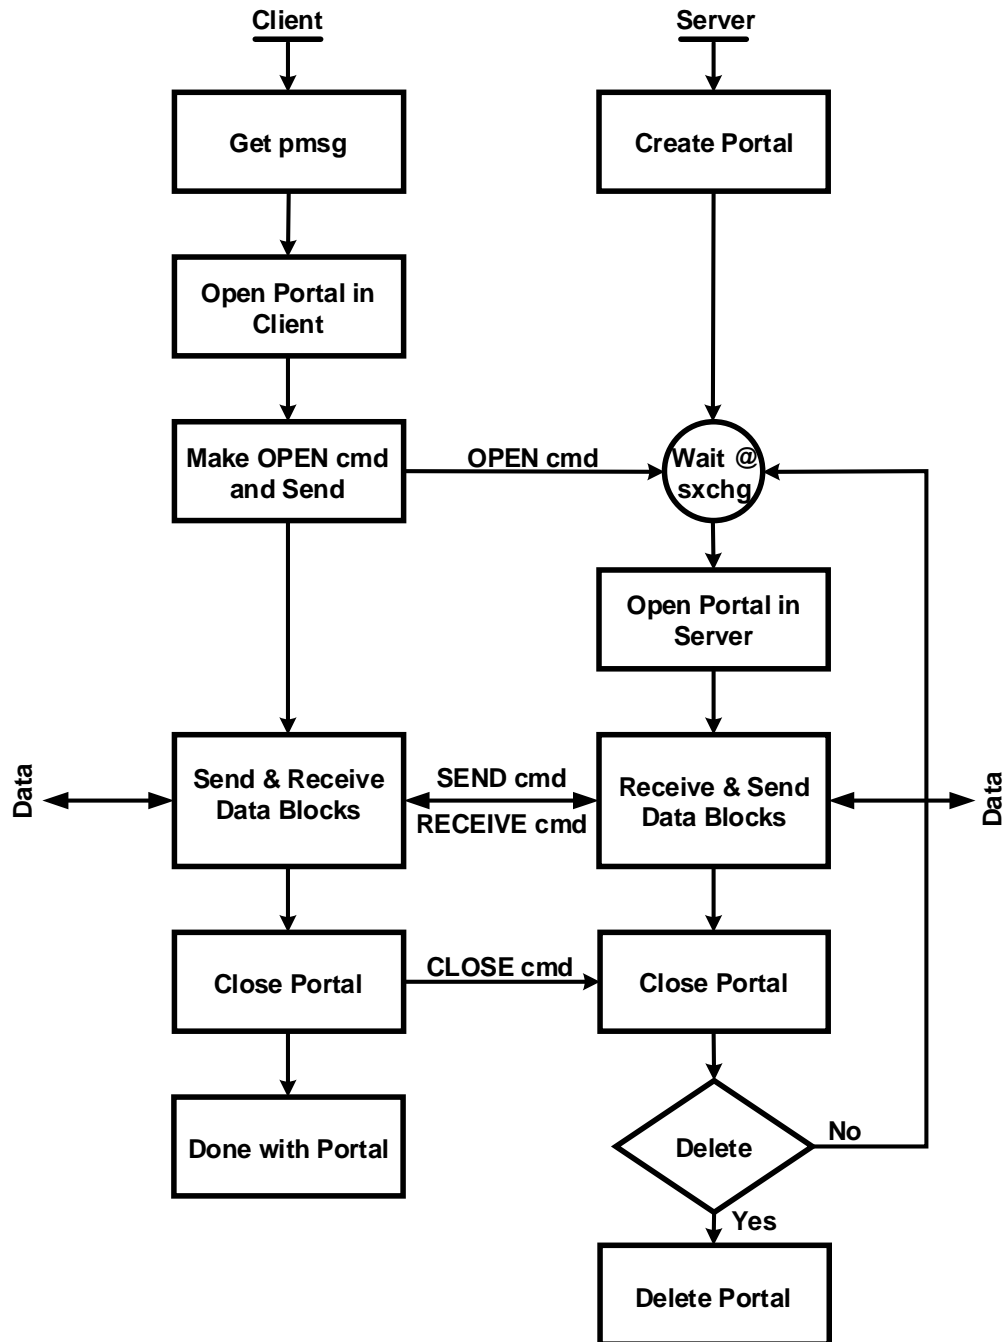 Client
Server
Get pmsg
Create Portal
Open Portal in
Client
Make OPEN cmd
and Send
OPEN cmd
Wait @
sxchg
Open Portal in
Server
Data
Send & Receive
Data Blocks
SEND cmd
RECEIVE cmd
Receive & Send
Data Blocks
Data
Close Portal
CLOSE cmd
Close Portal
Done with Portal
Delete
No
Yes
Delete Portal